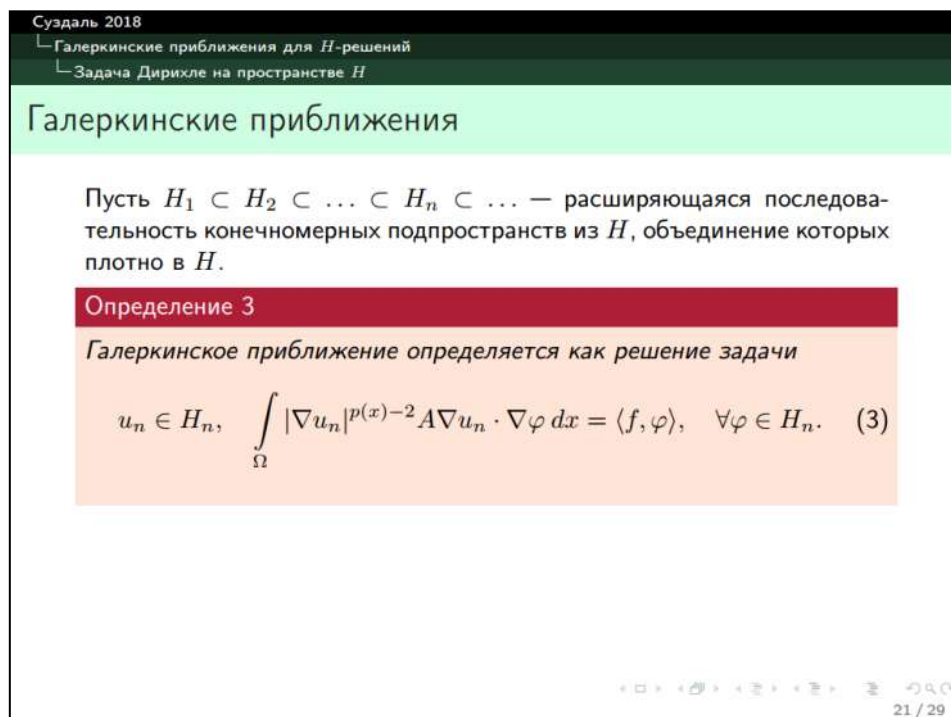 Суздаль 2018
Галеркинские приближения для H-решений
Задача Дирихле на пространстве H
Галеркинские приближения
Пусть H₁ ⊂ H₂ ⊂ … ⊂ Hₙ ⊂ … — расширяющаяся последова-
тельность конечномерных подпространств из H, объединение которых
плотно в H.
Определение 3
Галеркинское приближение определяется как решение задачи
uₙ ∈ Hₙ, ∫_Ω |∇uₙ|^{p(x)−2} A∇uₙ · ∇φ dx = ⟨f, φ⟩, ∀φ ∈ Hₙ. (3)
21 / 29